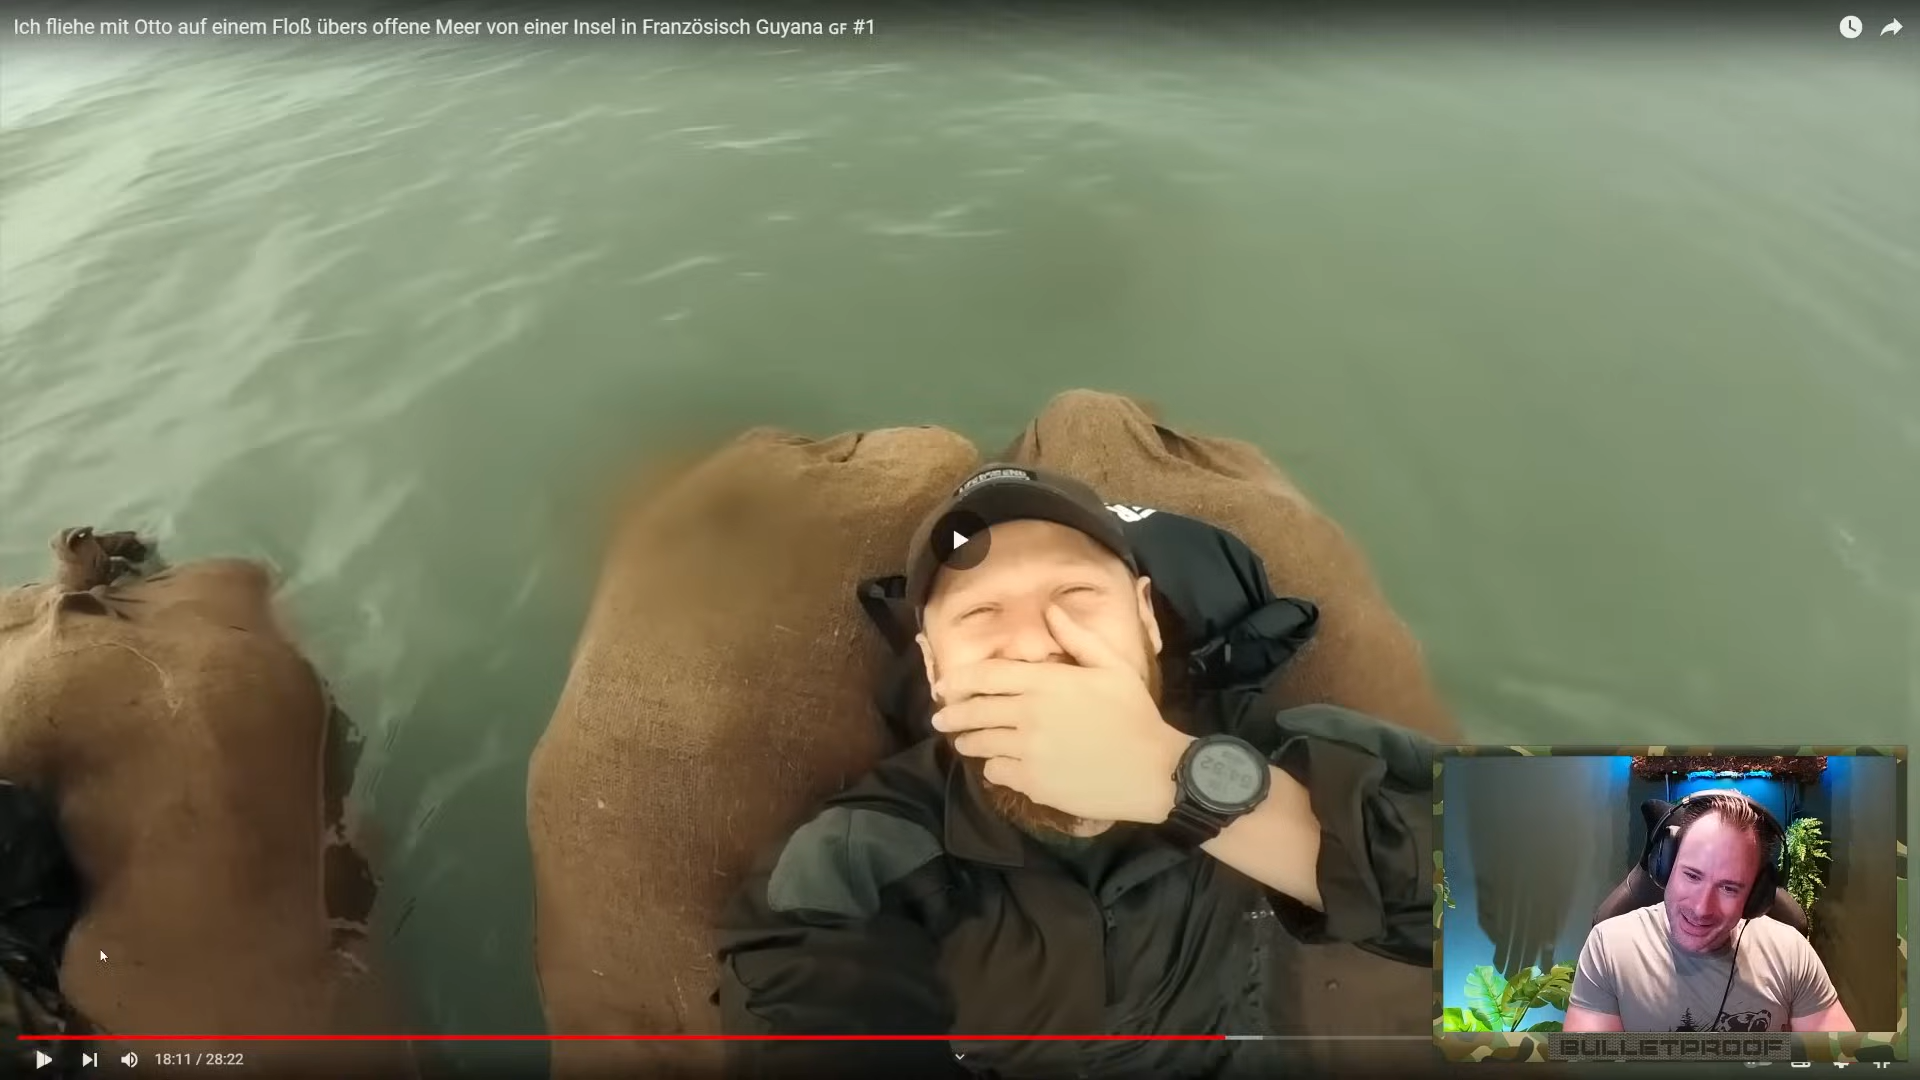 Ich fliehe mit Otto auf einem Floß übers offene Meer von einer Insel in Französisch Guyana GF #1
18:11 / 28:22
BULLETPROOF